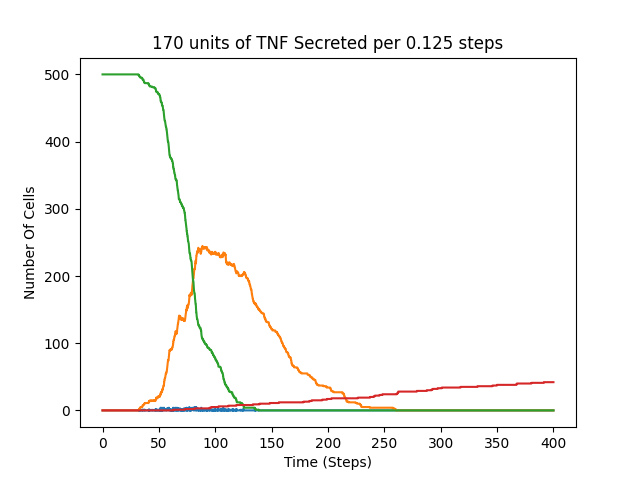 170 units of TNF Secreted per 0.125 steps
500
400
300
200
100
0
Number Of Cells
0 50 100 150 200 250 300 350 400
Time (Steps)